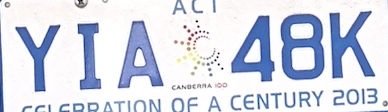 ACT
YIA 48K
CANBERRA 100
CELEBRATION OF A CENTURY 2013